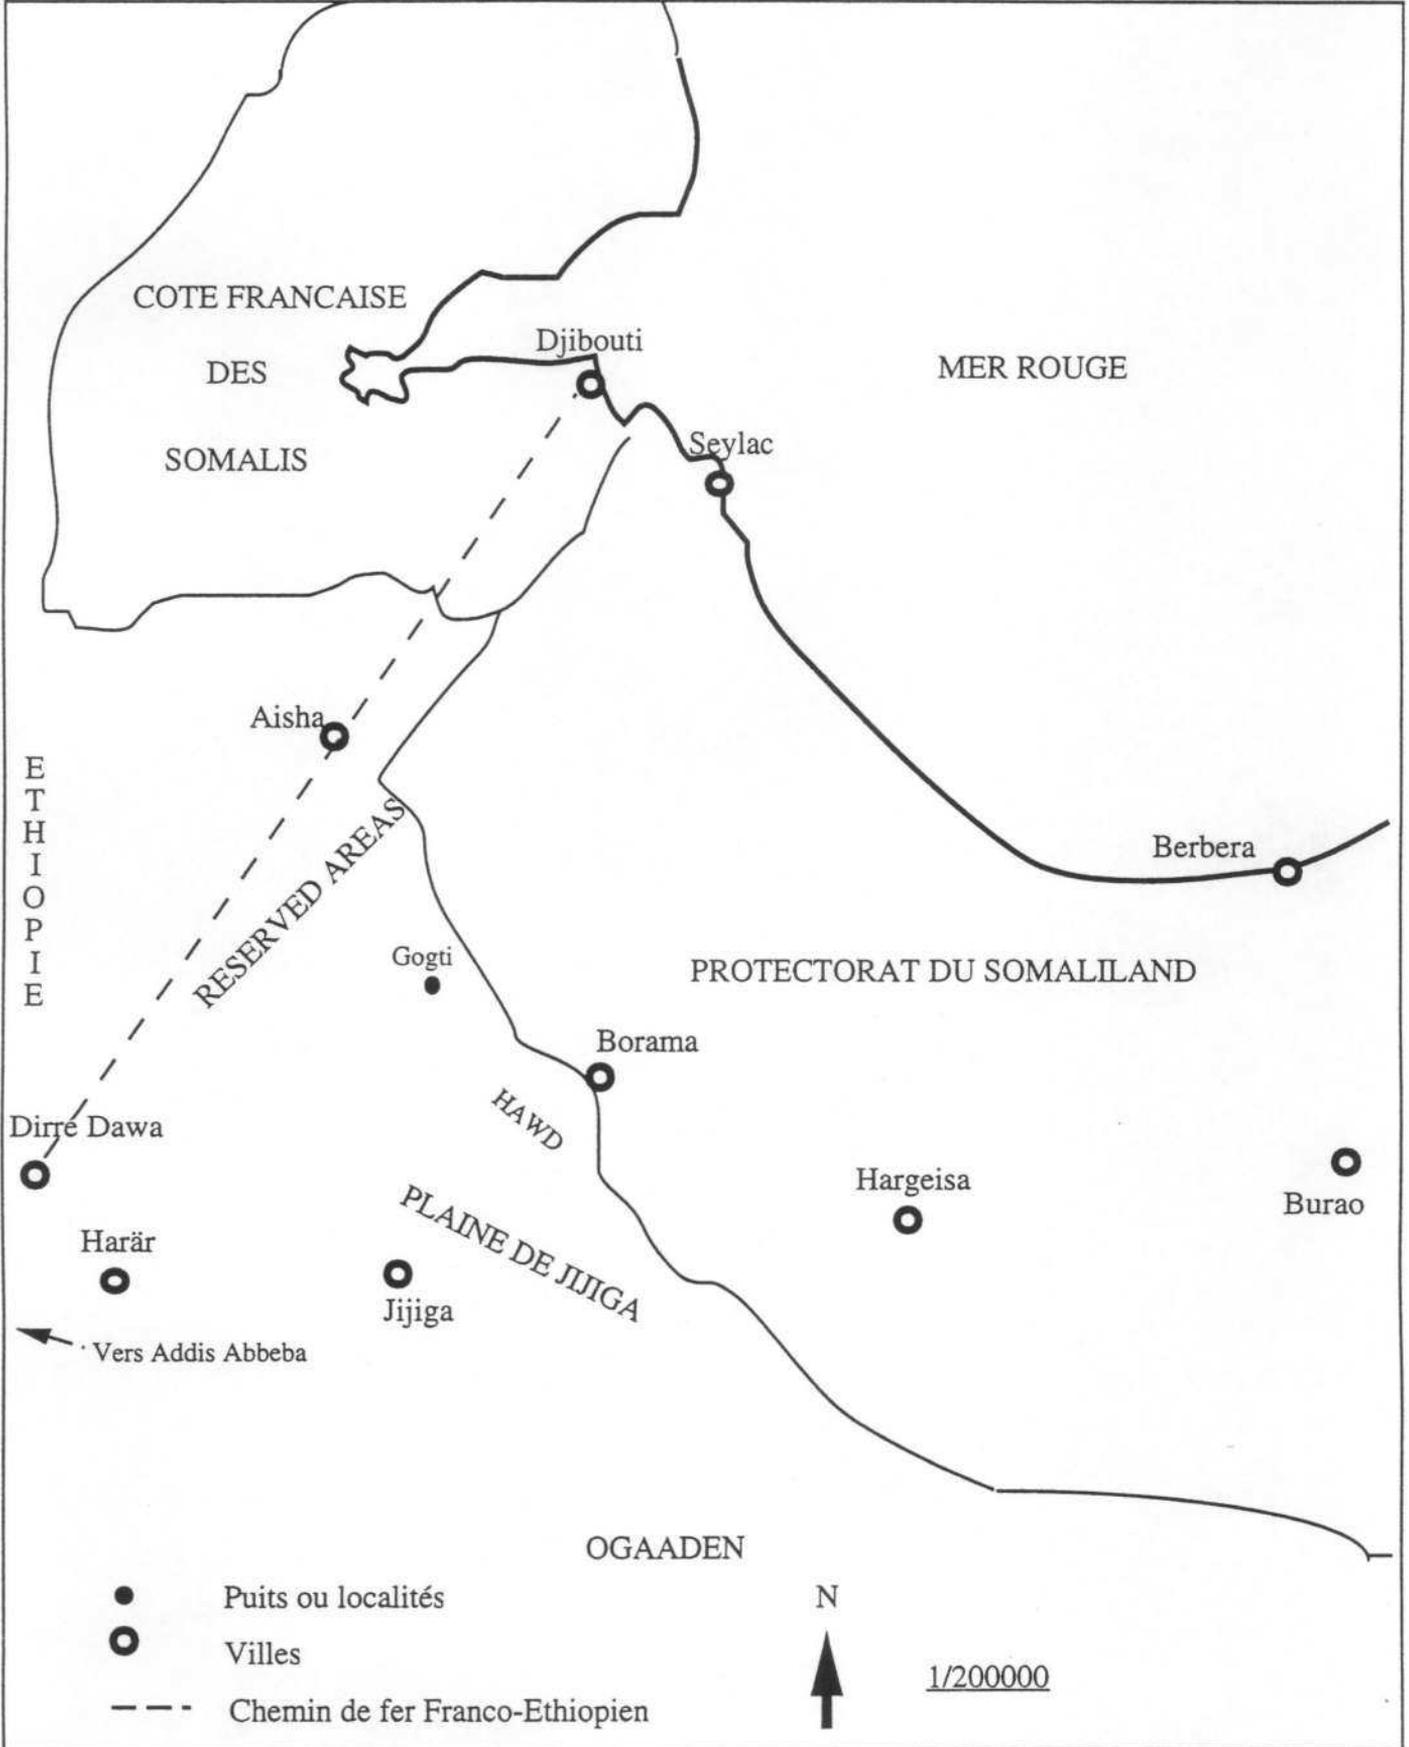 COTE FRANCAISE
DES
SOMALIS
Djibouti
MER ROUGE
Seylac
Aisha
ETHIOPIE
RESERVED AREAS
Berbera
Gogti
PROTECTORAT DU SOMALILAND
Borama
HAWD
Dirré Dawa
Hargeisa
Burao
PLAINE DE JIJIGA
Harär
Jijiga
Vers Addis Abbeba
OGAADEN
Puits ou localités
Villes
Chemin de fer Franco-Ethiopien
N
1/200000